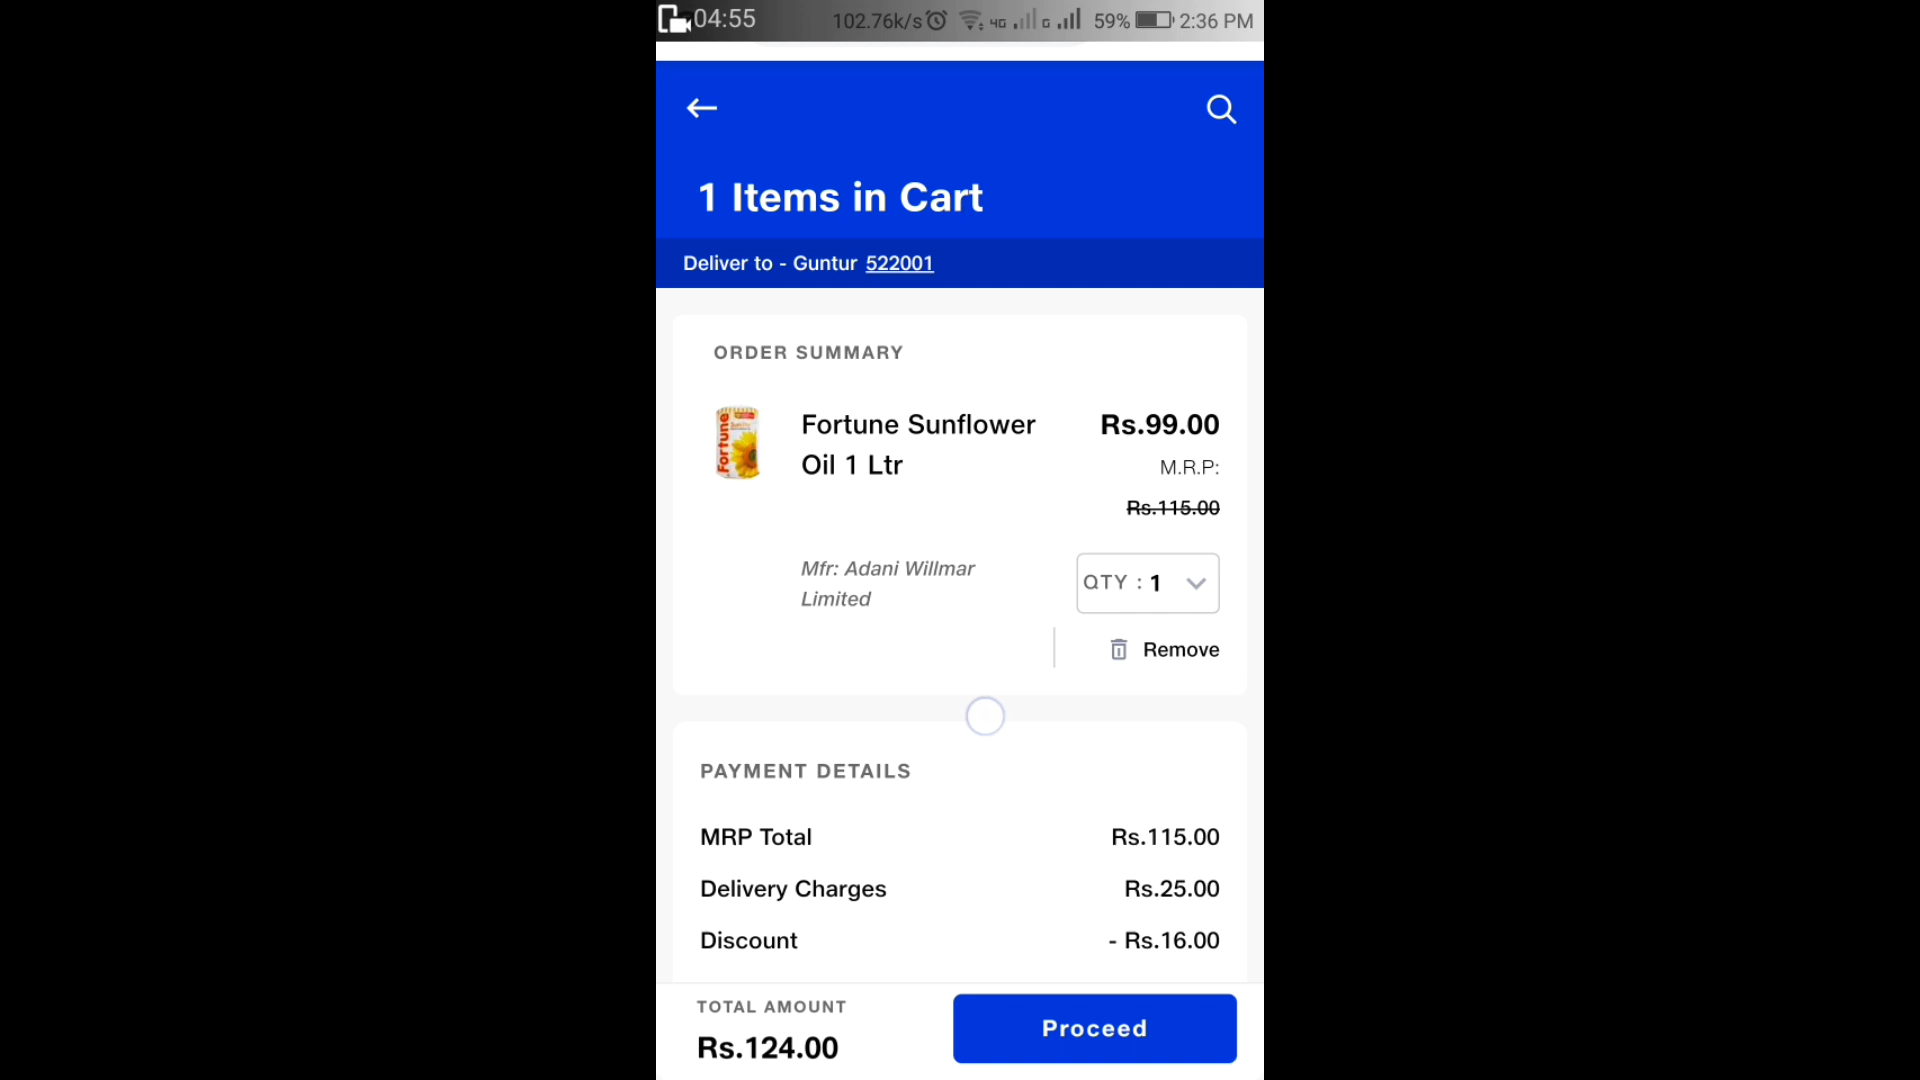 04:55 102.76k/s 4G G 59% 2:36 PM
1 Items in Cart
Deliver to - Guntur 522001
ORDER SUMMARY
Fortune Sunflower Rs.99.00
Oil 1 Ltr M.R.P:
Rs.115.00
Fortune
Mfr: Adani Willmar
Limited
QTY : 1
Remove
PAYMENT DETAILS
MRP Total Rs.115.00
Delivery Charges Rs.25.00
Discount - Rs.16.00
TOTAL AMOUNT
Rs.124.00
Proceed